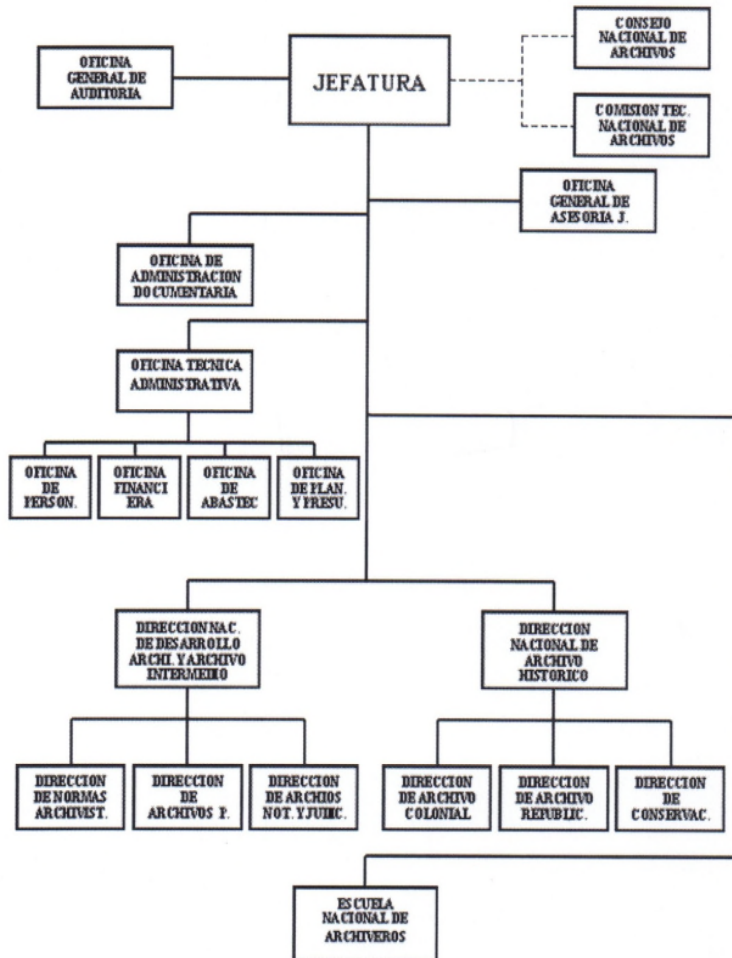 OFICINA
GENERAL DE
AUDITORIA
JEFATURA
CONSEJO
NACIONAL DE
ARCHIVOS
COMISION TEC.
NACIONAL DE
ARCHIVOS
OFICINA
GENERAL DE
ASESORIA J.
OFICINA DE
ADMINISTRACION
DOCUMENTARIA
OFICINA TECNICA
ADMINISTRATIVA
OFICINA
DE
PERSON.
OFICINA
FINANCI
ERA
OFICINA
DE
ABASTEC
OFICINA
DE PLAN.
Y PRESU.
DIRECCION NAC.
DE DESARROLLO
ARCHI. Y ARCHIVO
INTERMEDIO
DIRECCION
NACIONAL DE
ARCHIVO
HISTORICO
DIRECCION
DE NORMAS
ARCHIVIST.
DIRECCION
DE
ARCHIVOS P.
DIRECCION
DE ARCHIOS
NOT. Y JUDIC.
DIRECCION
DE ARCHIVO
COLONIAL
DIRECCION
DE ARCHIVO
REPUBLIC.
DIRECCION
DE
CONSERVAC.
ESCUELA
NACIONAL DE
ARCHIVEROS